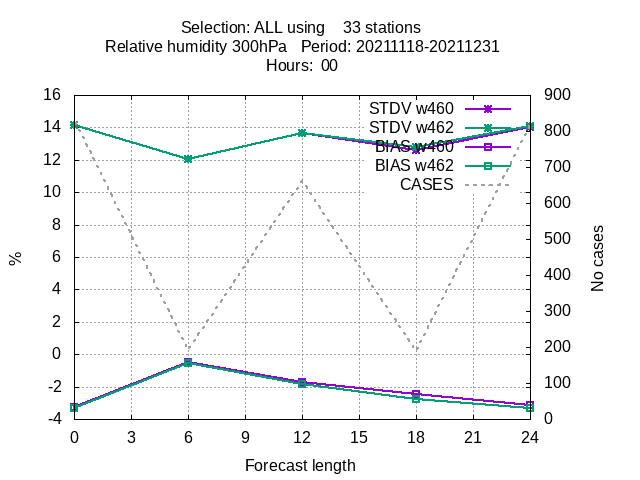 Selection: ALL using    33 stations
Relative humidity 300hPa   Period: 20211118-20211231
Hours:  00
STDV w460
STDV w462
BIAS w460
BIAS w462
CASES
16
14
12
10
8
6
4
2
0
-2
-4
%
900
800
700
600
500
400
300
200
100
0
No cases
0 3 6 9 12 15 18 21 24
Forecast length